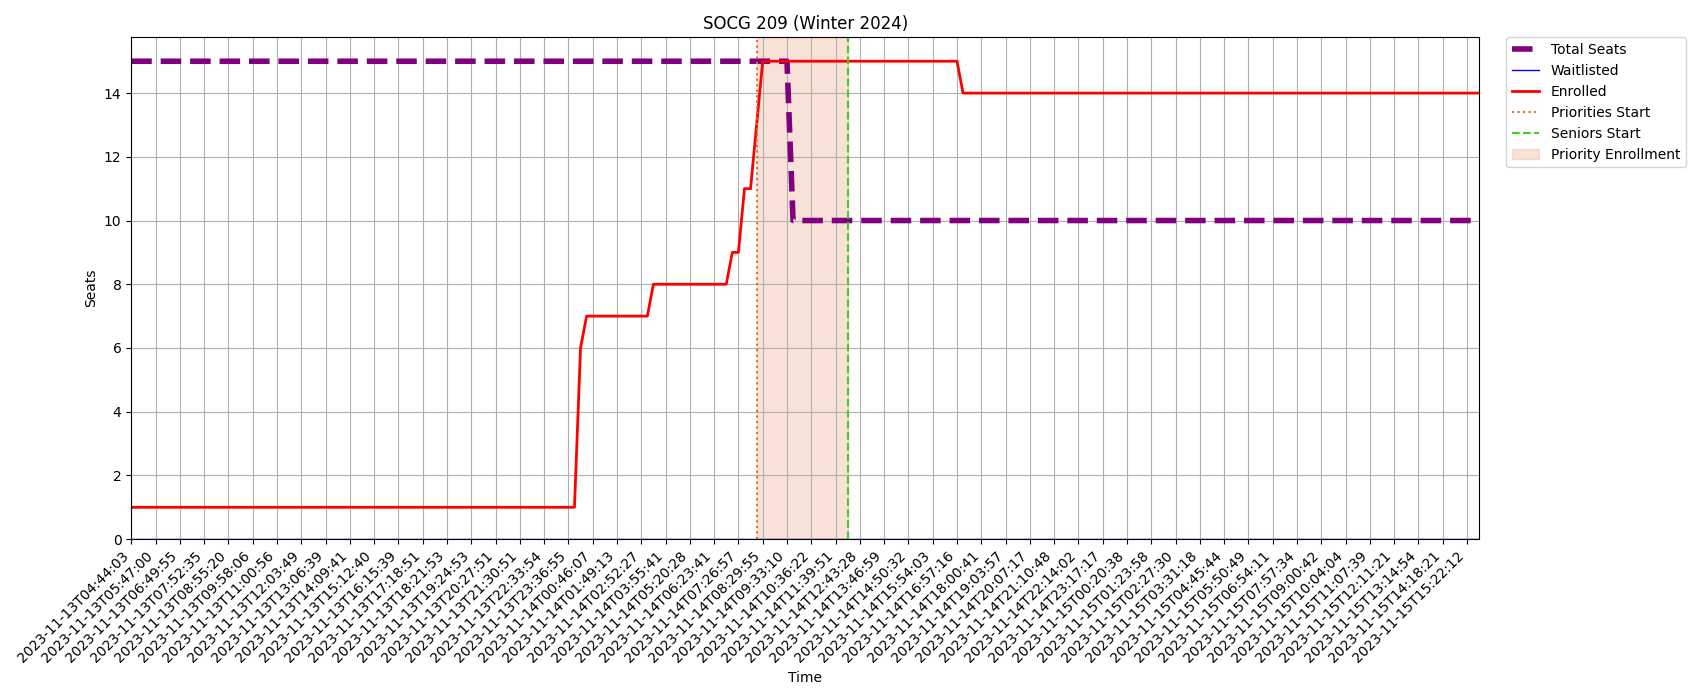 SOCG 209 (Winter 2024)
Total Seats
Waitlisted
Enrolled
Priorities Start
Seniors Start
Priority Enrollment
Seats
14
12
10
8
6
4
2
0
2023-11-13T04:44:03
2023-11-13T05:47:00
2023-11-13T06:49:55
2023-11-13T07:52:35
2023-11-13T08:55:20
2023-11-13T09:58:06
2023-11-13T11:00:56
2023-11-13T12:03:49
2023-11-13T13:06:39
2023-11-13T14:09:41
2023-11-13T15:12:40
2023-11-13T16:15:39
2023-11-13T17:18:51
2023-11-13T18:21:53
2023-11-13T19:24:53
2023-11-13T20:27:51
2023-11-13T21:30:51
2023-11-13T22:33:54
2023-11-13T23:36:55
2023-11-14T00:46:07
2023-11-14T01:49:13
2023-11-14T02:52:27
2023-11-14T03:55:41
2023-11-14T05:20:28
2023-11-14T06:23:41
2023-11-14T07:26:57
2023-11-14T08:29:55
2023-11-14T09:33:10
2023-11-14T10:36:22
2023-11-14T11:39:51
2023-11-14T12:43:28
2023-11-14T13:46:59
2023-11-14T14:50:32
2023-11-14T15:54:03
2023-11-14T16:57:16
2023-11-14T18:00:41
2023-11-14T19:03:57
2023-11-14T20:07:17
2023-11-14T21:10:48
2023-11-14T22:14:02
2023-11-14T23:17:17
2023-11-15T00:20:38
2023-11-15T01:23:58
2023-11-15T02:27:30
2023-11-15T03:31:18
2023-11-15T04:45:44
2023-11-15T05:50:49
2023-11-15T06:54:11
2023-11-15T07:57:34
2023-11-15T09:00:42
2023-11-15T10:04:04
2023-11-15T11:07:39
2023-11-15T12:11:21
2023-11-15T13:14:54
2023-11-15T14:18:21
2023-11-15T15:22:12
Time